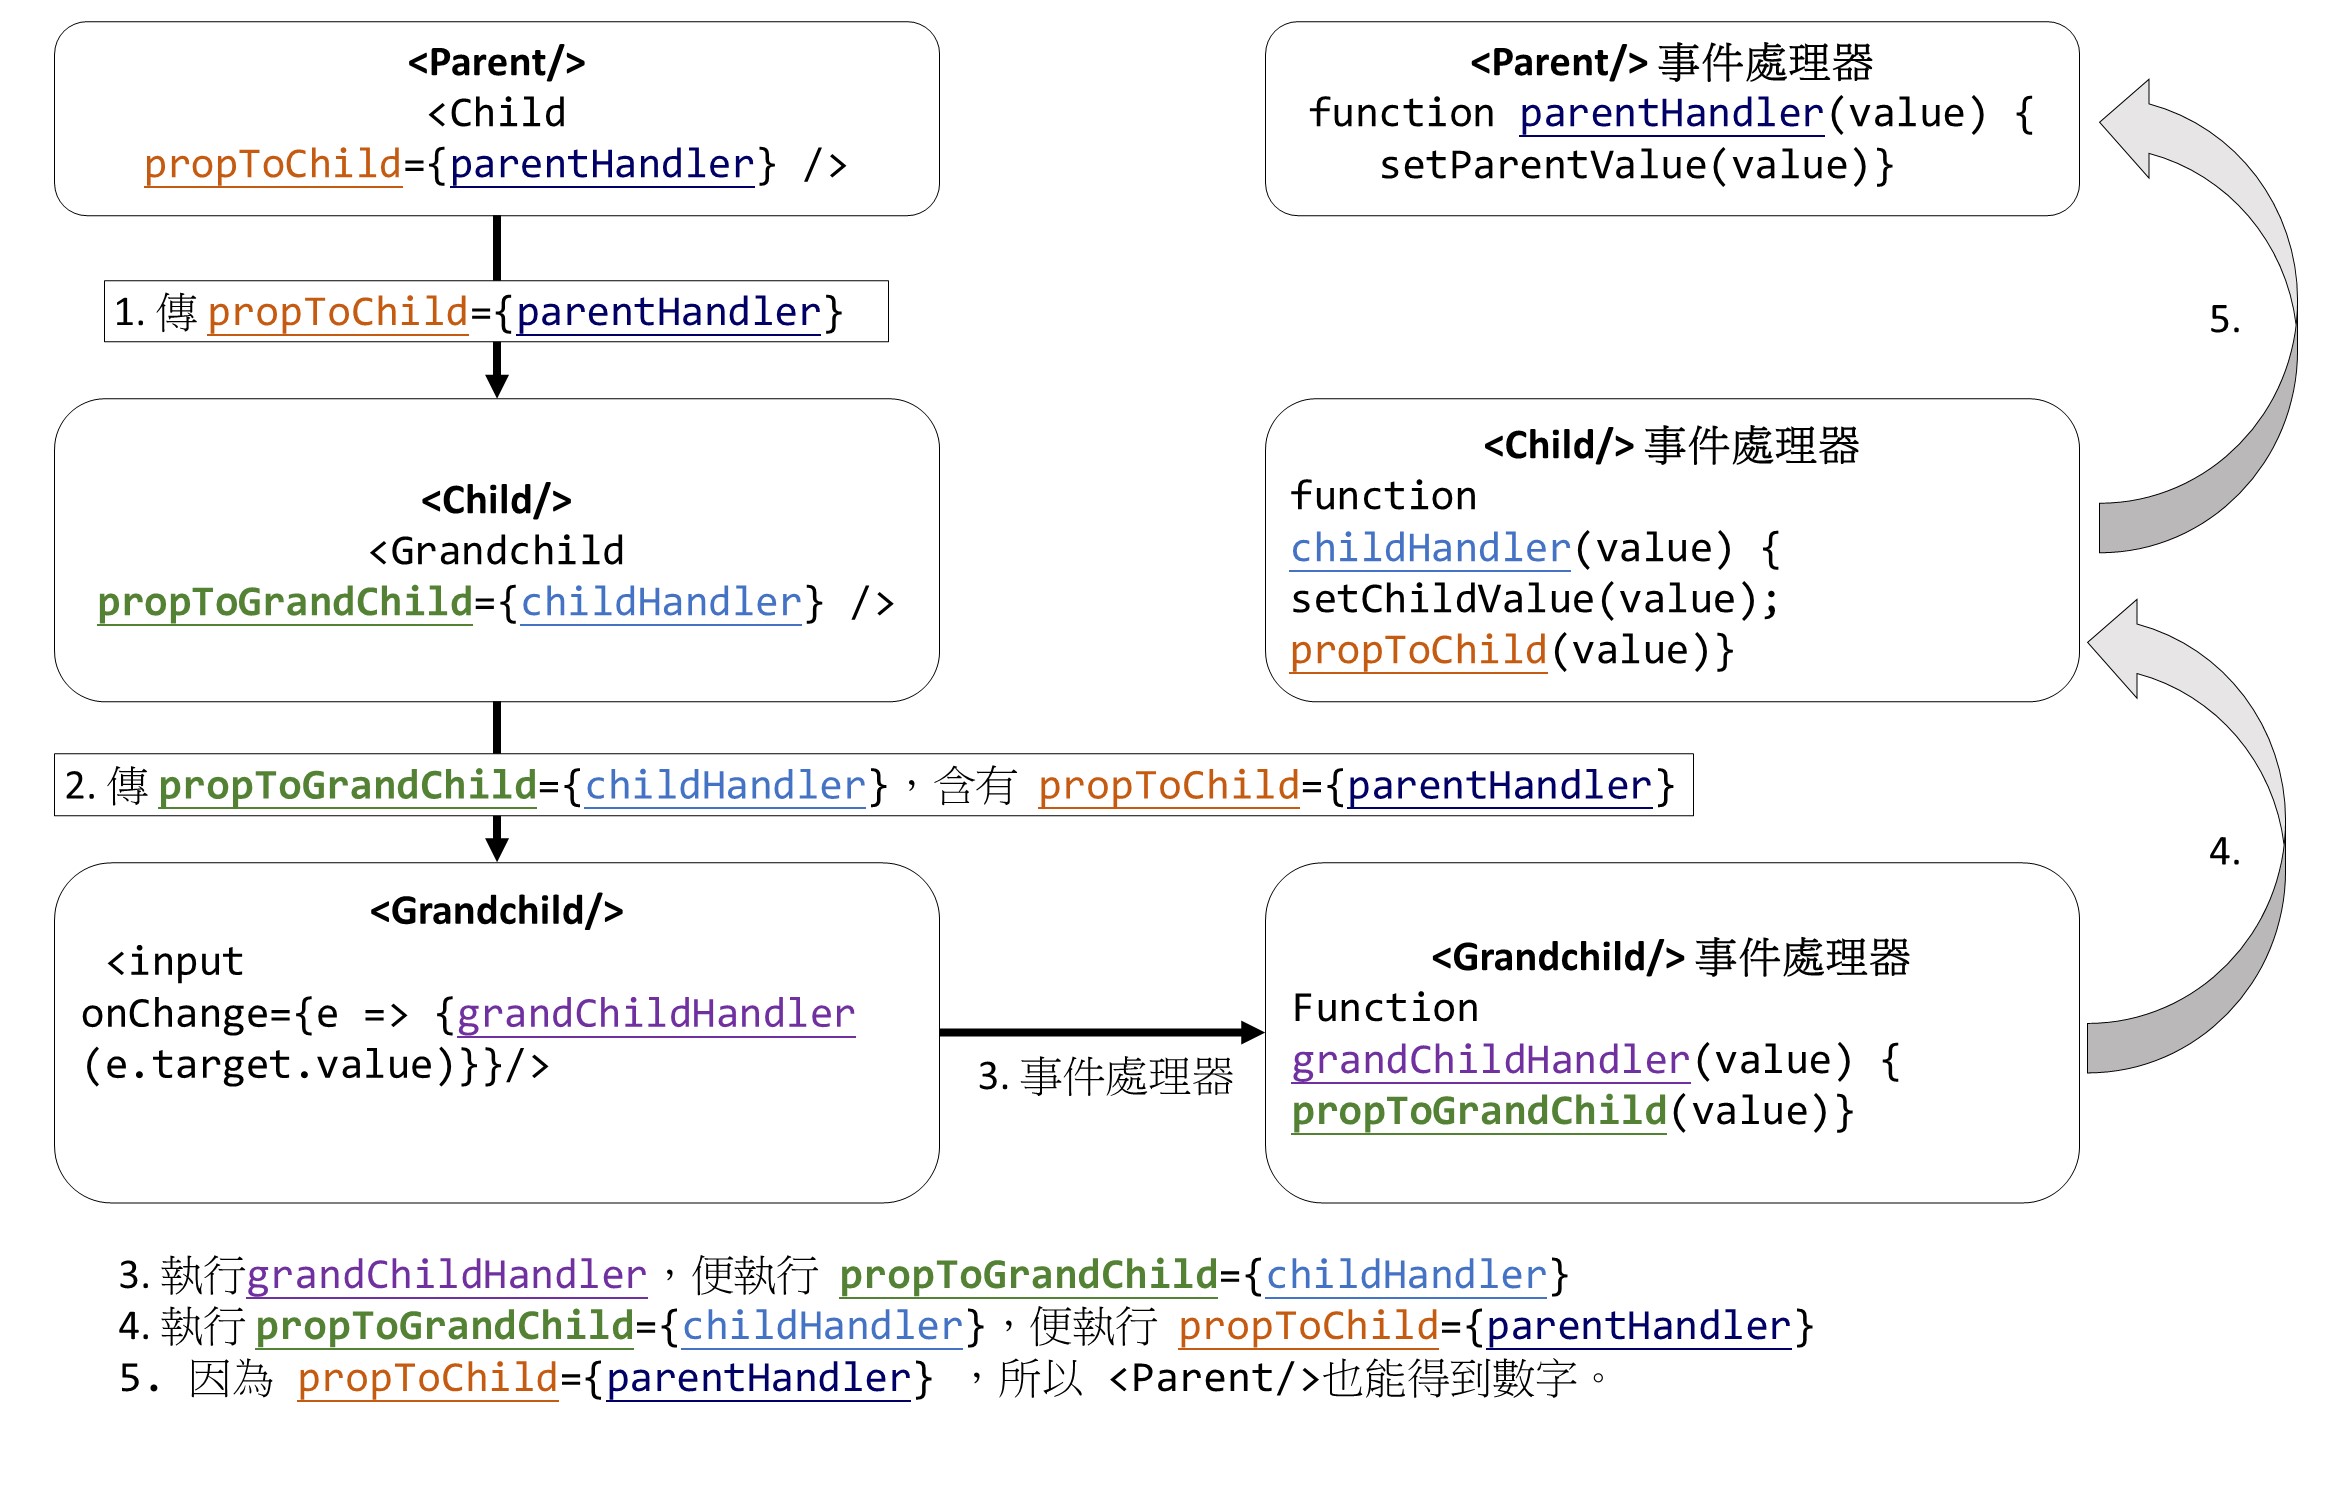 <Parent/>
<Child
propToChild={parentHandler} />
<Parent/> 事件處理器
function parentHandler(value) {
setParentValue(value)}
1. 傳 propToChild={parentHandler}
5.
<Child/>
<Grandchild
propToGrandChild={childHandler} />
<Child/> 事件處理器
function
childHandler(value) {
setChildValue(value);
propToChild(value)}
2. 傳 propToGrandChild={childHandler}，含有 propToChild={parentHandler}
4.
<Grandchild/>
<input
onChange={e => {grandChildHandler
(e.target.value)}}/>
3. 事件處理器
<Grandchild/> 事件處理器
Function
grandChildHandler(value) {
propToGrandChild(value)}
3. 執行grandChildHandler，便執行 propToGrandChild={childHandler}
4. 執行 propToGrandChild={childHandler}，便執行 propToChild={parentHandler}
5. 因為 propToChild={parentHandler} ，所以 <Parent/>也能得到數字。